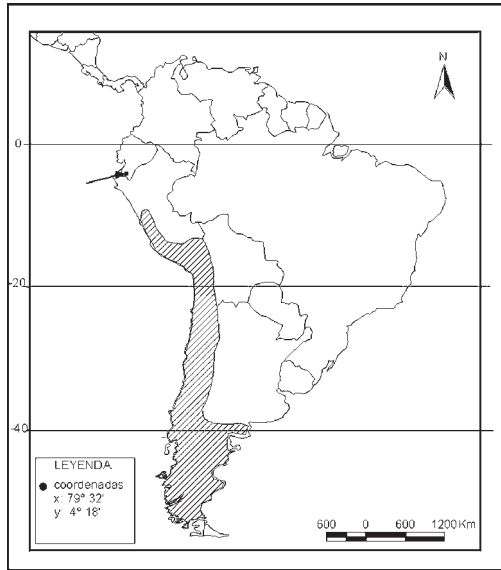 N
0
-20
-40
LEYENDA
coordenadas
x: 79° 32'
y: 4° 18'
600 0 600 1200 Km